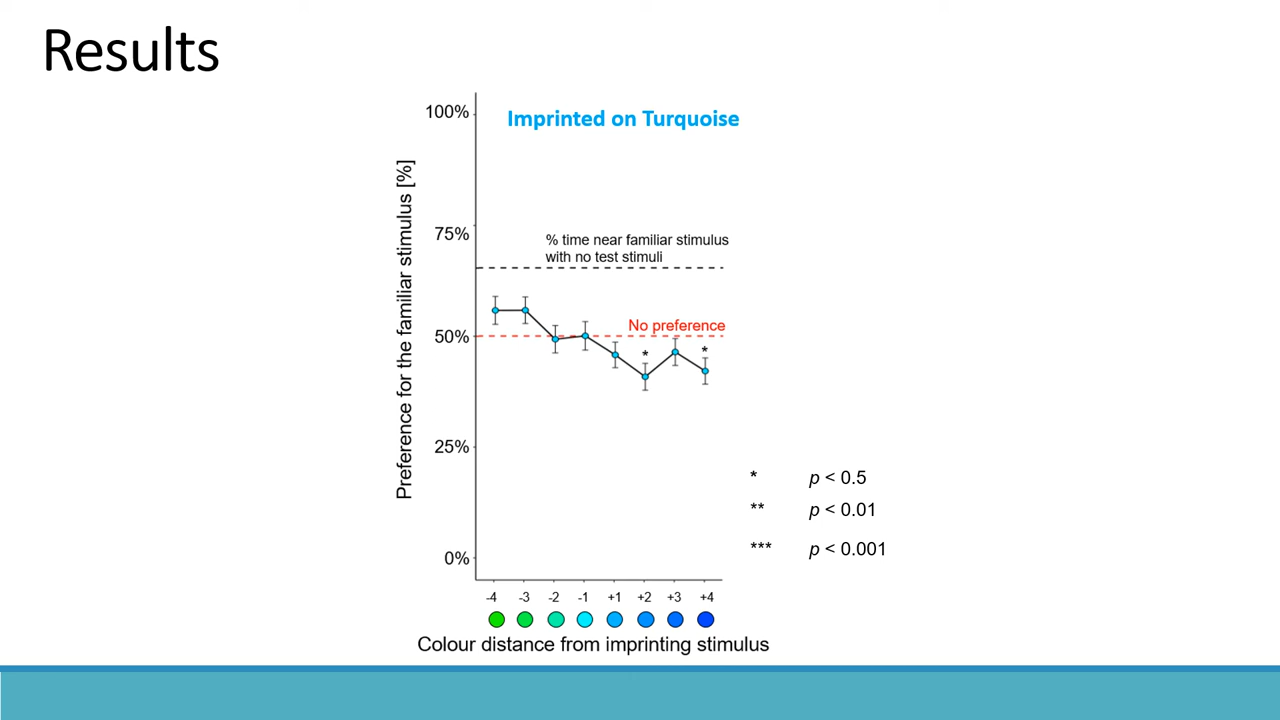 Results
Imprinted on Turquoise
Preference for the familiar stimulus [%]
100%
75%
50%
25%
0%
% time near familiar stimulus
with no test stimuli
No preference
*
*
* p < 0.5
** p < 0.01
*** p < 0.001
-4 -3 -2 -1 +1 +2 +3 +4
Colour distance from imprinting stimulus